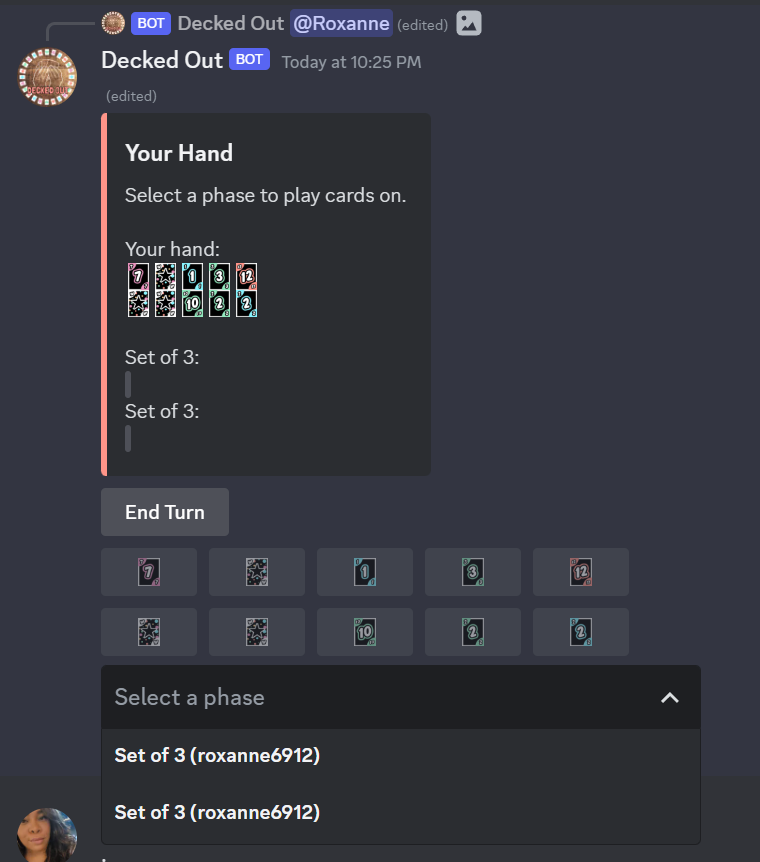 BOT Decked Out @Roxanne (edited)
Decked Out BOT Today at 10:25 PM
DECKED OUT
(edited)
Your Hand
Select a phase to play cards on.
Your hand:
7 1 3 12
10 2 2
Set of 3:
Set of 3:
End Turn
7 1 3 12
10 2 2
Select a phase
Set of 3 (roxanne6912)
Set of 3 (roxanne6912)